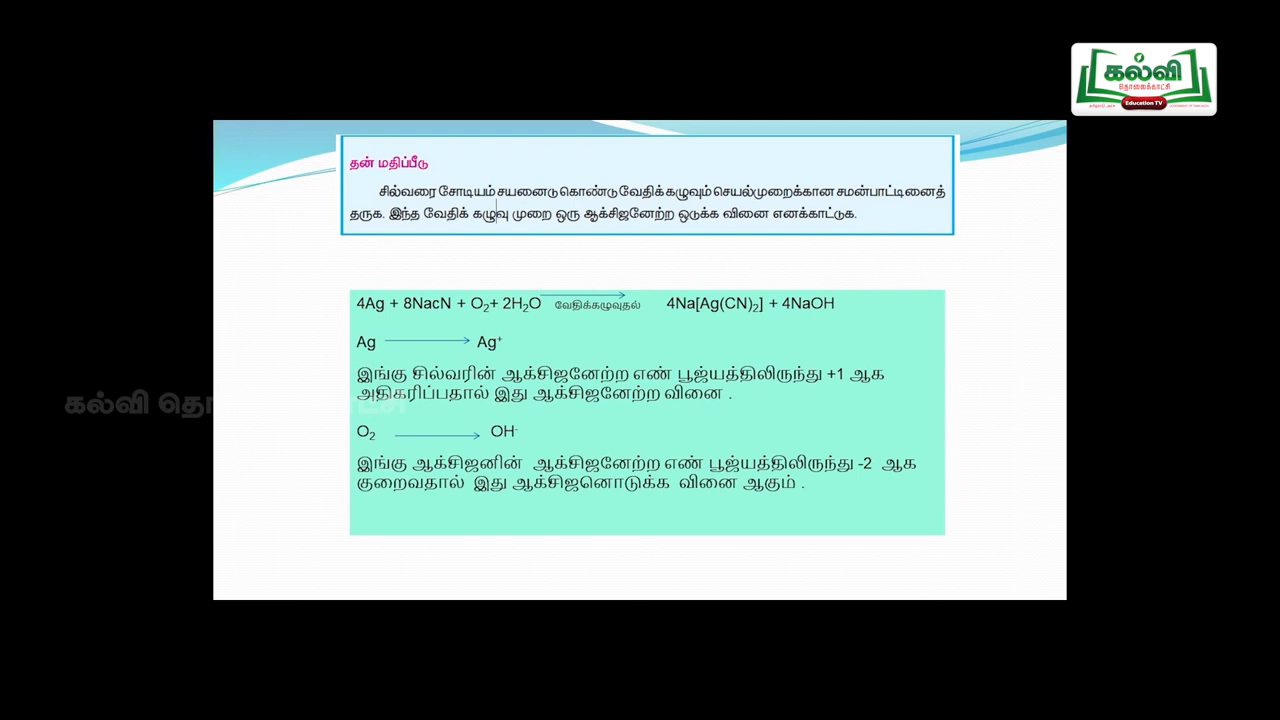 கல்வி
தொலைக்காட்சி
Education TV
தன் மதிப்பீடு
சில்வரை சோடியம் சயனைடு கொண்டு வேதிக் கழுவும் செயல்முறைக்கான சமன்பாட்டினைத்
தருக. இந்த வேதிக் கழுவு முறை ஒரு ஆக்சிஜனேற்ற ஒடுக்க வினை எனக்காட்டுக.
4Ag + 8NacN + O₂+ 2H₂O வேதிக்கழுவுதல் 4Na[Ag(CN)₂] + 4NaOH
Ag → Ag⁺
இங்கு சில்வரின் ஆக்சிஜனேற்ற எண் பூஜ்யத்திலிருந்து +1 ஆக
அதிகரிப்பதால் இது ஆக்சிஜனேற்ற வினை .
O₂ → OH⁻
இங்கு ஆக்சிஜனின் ஆக்சிஜனேற்ற எண் பூஜ்யத்திலிருந்து -2 ஆக
குறைவதால் இது ஆக்சிஜனொடுக்க வினை ஆகும் .